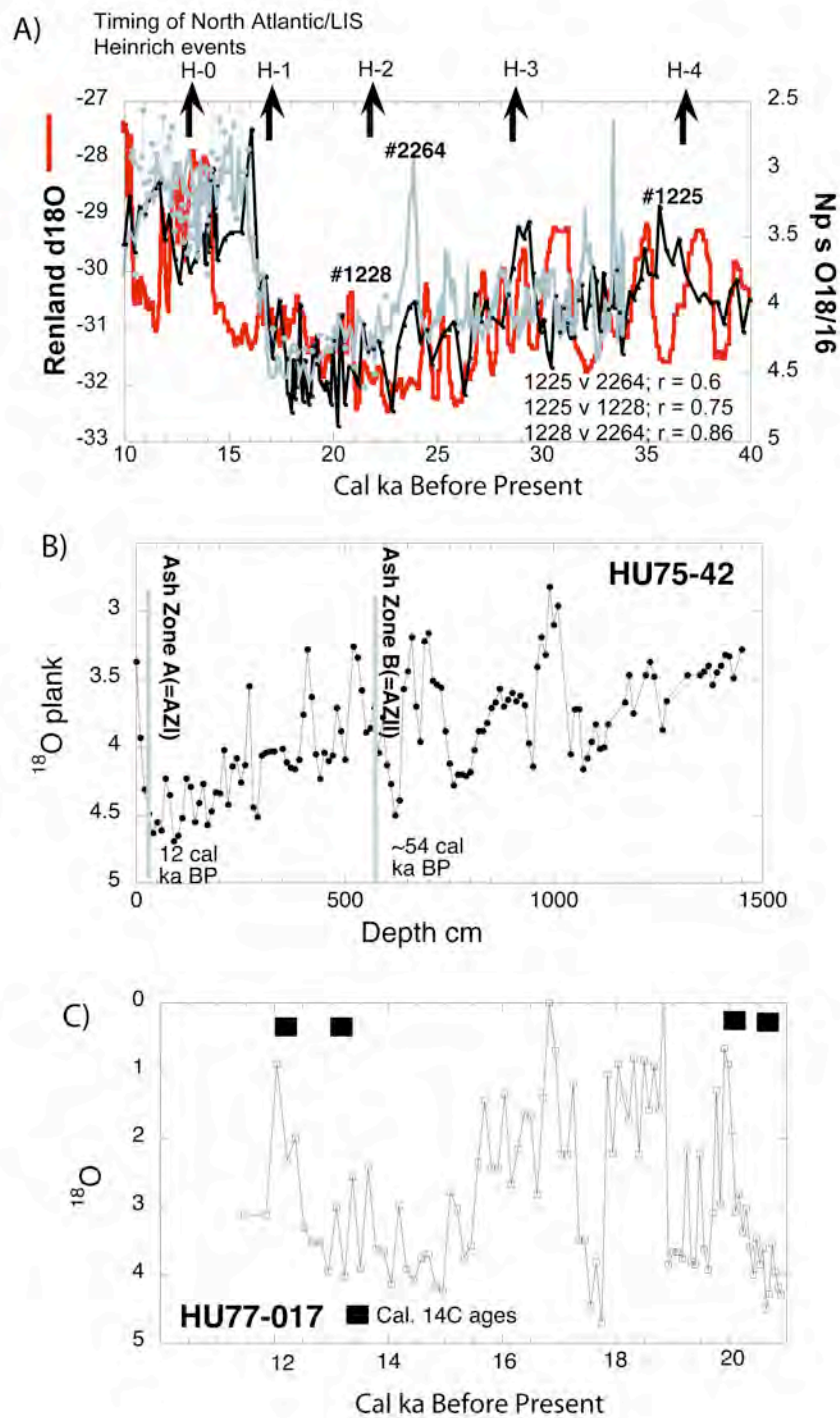 A)
Timing of North Atlantic/LIS
Heinrich events
H-0
H-1
H-2
H-3
H-4
-27
-28
-29
-30
-31
-32
-33
Renland d18O
2.5
3
3.5
4
4.5
5
Np s O18/16
#2264
#1228
#1225
1225 v 2264; r = 0.6
1225 v 1228; r = 0.75
1228 v 2264; r = 0.86
10 15 20 25 30 35 40
Cal ka Before Present
B)
HU75-42
Ash Zone A(=AZI)
Ash Zone B(=AZII)
18O plank
3
3.5
4
4.5
5
12 cal
ka BP
~54 cal
ka BP
0 500 1000 1500
Depth cm
C)
0
1
2
3
4
5
18O
HU77-017
Cal. 14C ages
12 14 16 18 20
Cal ka Before Present